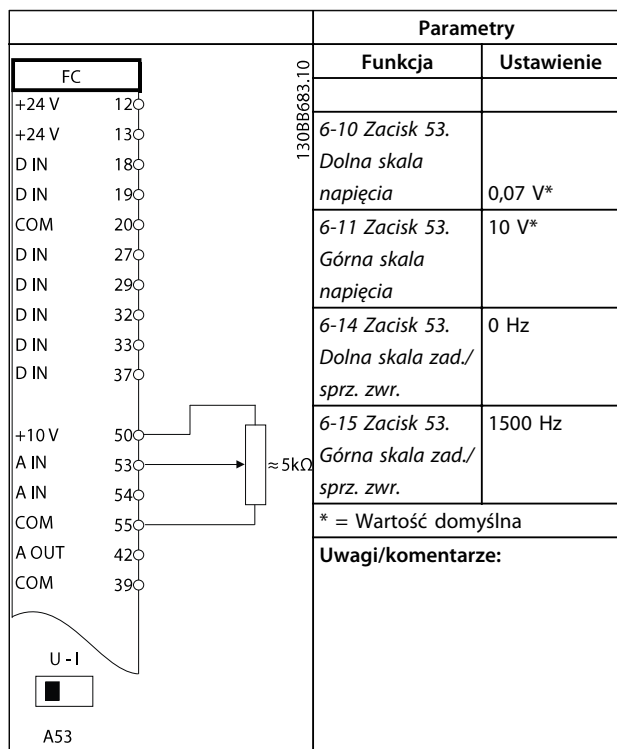 Parametry
Funkcja Ustawienie
6-10 Zacisk 53.
Dolna skala
napięcia 0,07 V*
6-11 Zacisk 53. 10 V*
Górna skala
napięcia
6-14 Zacisk 53. 0 Hz
Dolna skala zad./
sprz. zwr.
6-15 Zacisk 53. 1500 Hz
Górna skala zad./
sprz. zwr.
* = Wartość domyślna
Uwagi/komentarze:
FC
+24 V 12
+24 V 13
D IN 18
D IN 19
COM 20
D IN 27
D IN 29
D IN 32
D IN 33
D IN 37
+10 V 50
A IN 53
A IN 54
COM 55
A OUT 42
COM 39
≈5kΩ
U - I
A53
130BB683.10